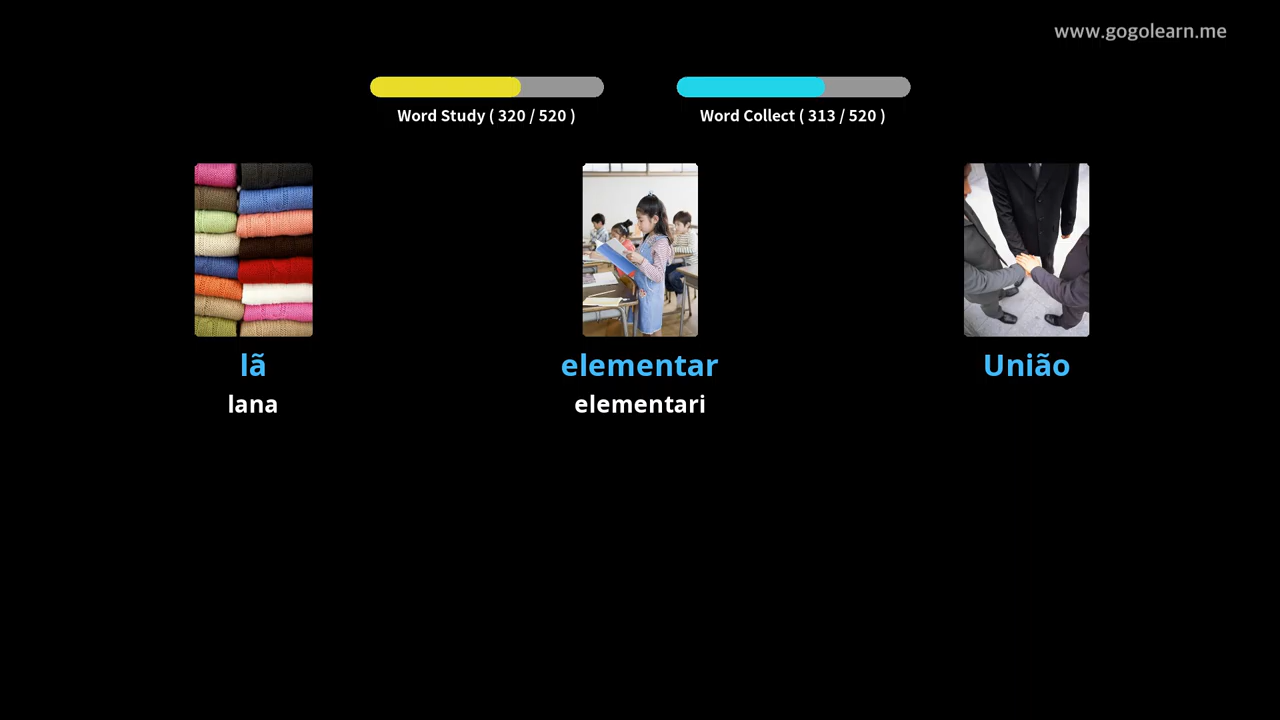 www.gogolearn.me
Word Study ( 320 / 520 )
Word Collect ( 313 / 520 )
lã
lana
elementar
elementari
União